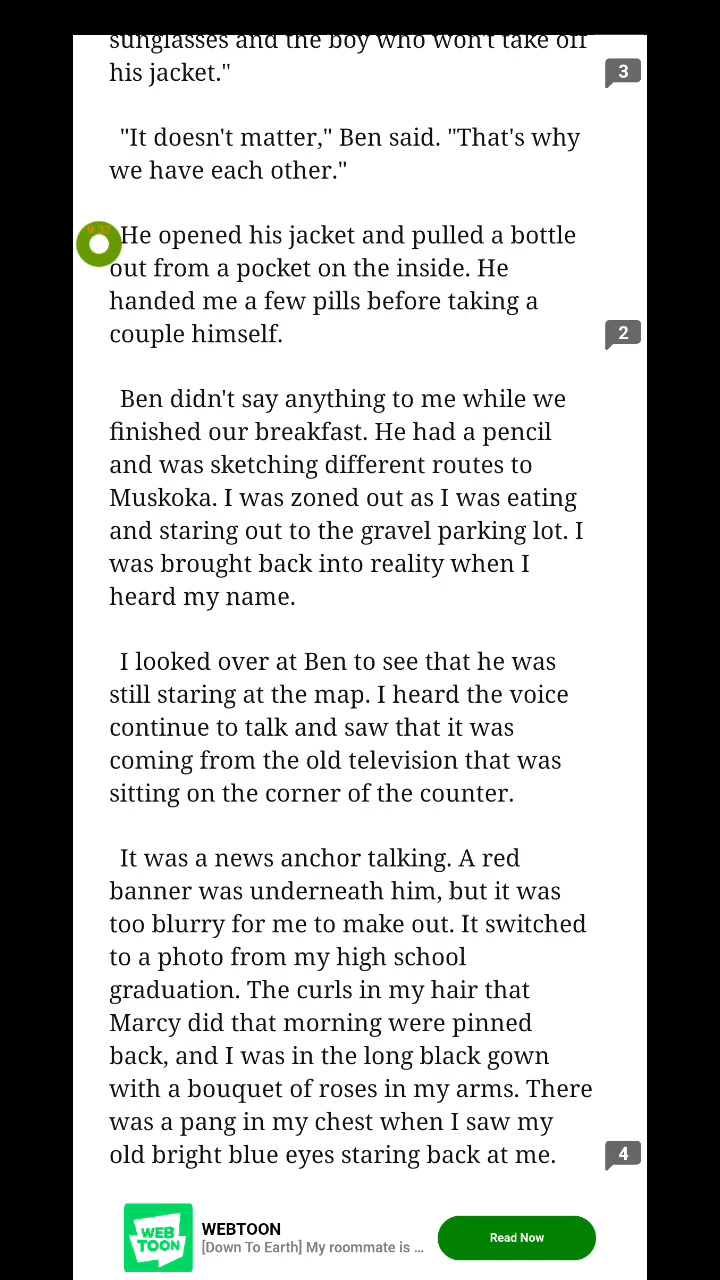 sunglasses and the boy who won't take off
his jacket."
3
"It doesn't matter," Ben said. "That's why
we have each other."
9:37
He opened his jacket and pulled a bottle
out from a pocket on the inside. He
handed me a few pills before taking a
couple himself.
2
Ben didn't say anything to me while we
finished our breakfast. He had a pencil
and was sketching different routes to
Muskoka. I was zoned out as I was eating
and staring out to the gravel parking lot. I
was brought back into reality when I
heard my name.
I looked over at Ben to see that he was
still staring at the map. I heard the voice
continue to talk and saw that it was
coming from the old television that was
sitting on the corner of the counter.
It was a news anchor talking. A red
banner was underneath him, but it was
too blurry for me to make out. It switched
to a photo from my high school
graduation. The curls in my hair that
Marcy did that morning were pinned
back, and I was in the long black gown
with a bouquet of roses in my arms. There
was a pang in my chest when I saw my
old bright blue eyes staring back at me.
4
WEB
TOON
WEBTOON
[Down To Earth] My roommate is ...
Read Now